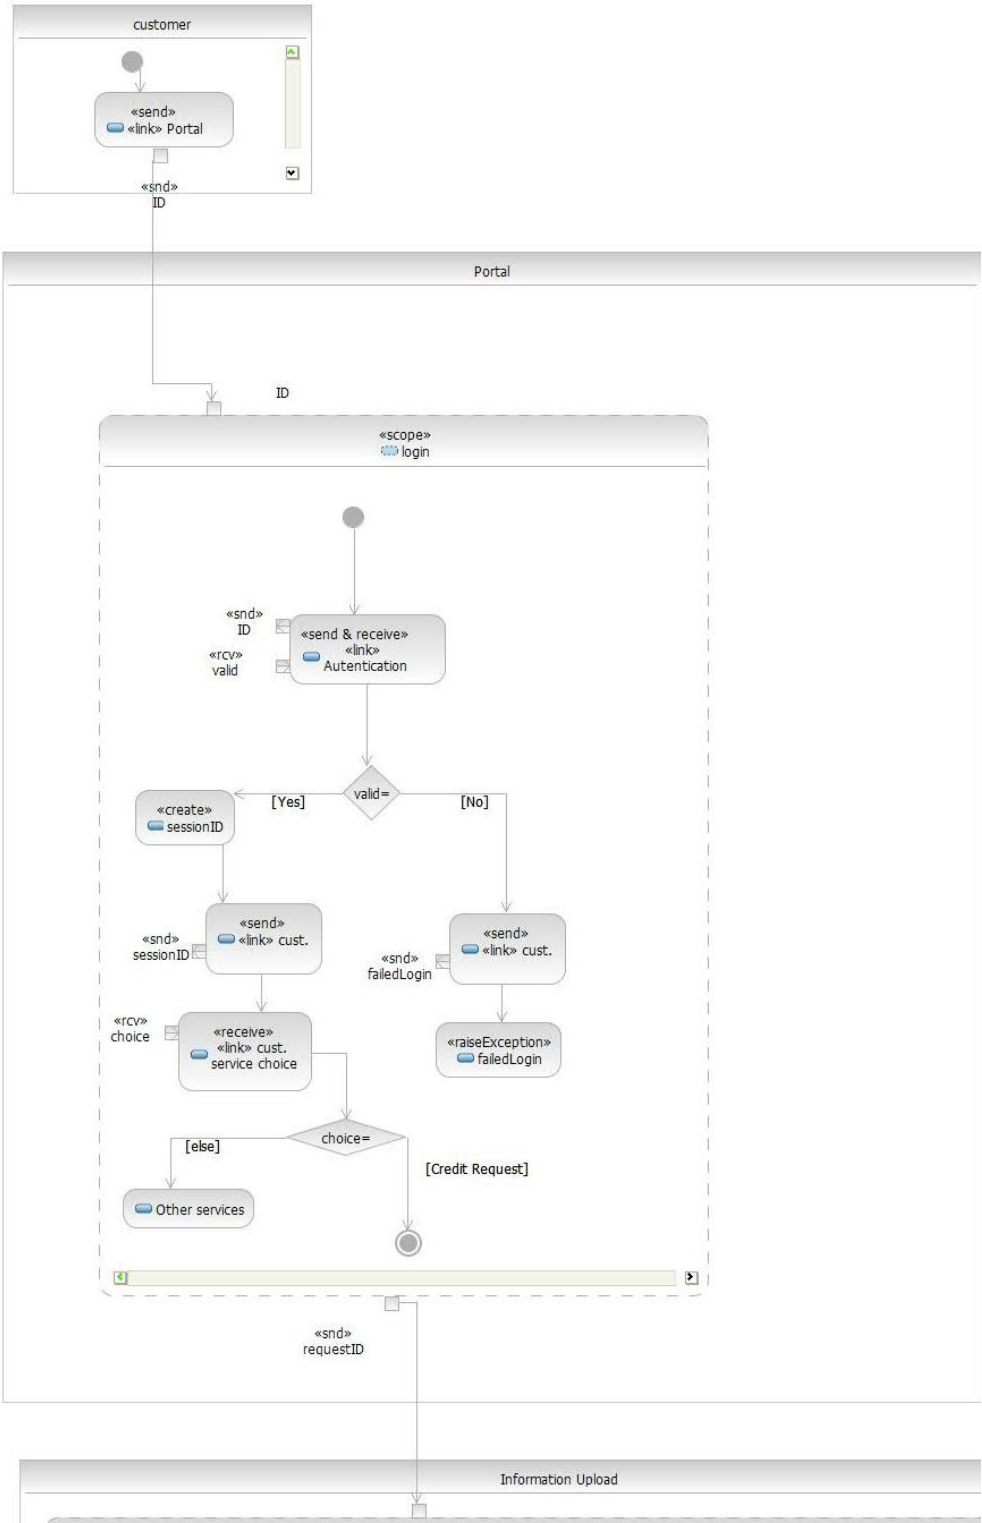 customer
«send»
«link» Portal
«snd»
ID
Portal
ID
«scope»
login
«snd»
ID
«send & receive»
«link»
Autentication
«rcv»
valid
valid=
[Yes]
[No]
«create»
sessionID
«send»
«link» cust.
«snd»
sessionID
«send»
«link» cust.
«snd»
failedLogin
«rcv»
choice
«receive»
«link» cust.
service choice
«raiseException»
failedLogin
choice=
[else]
[Credit Request]
Other services
«snd»
requestID
Information Upload